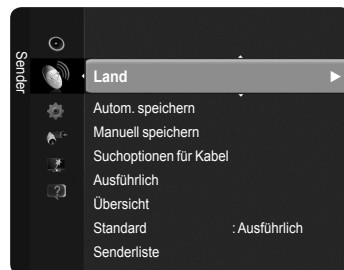 Sender
Land
Autom. speichern
Manuell speichern
Suchoptionen für Kabel
Ausführlich
Übersicht
Standard : Ausführlich
Senderliste